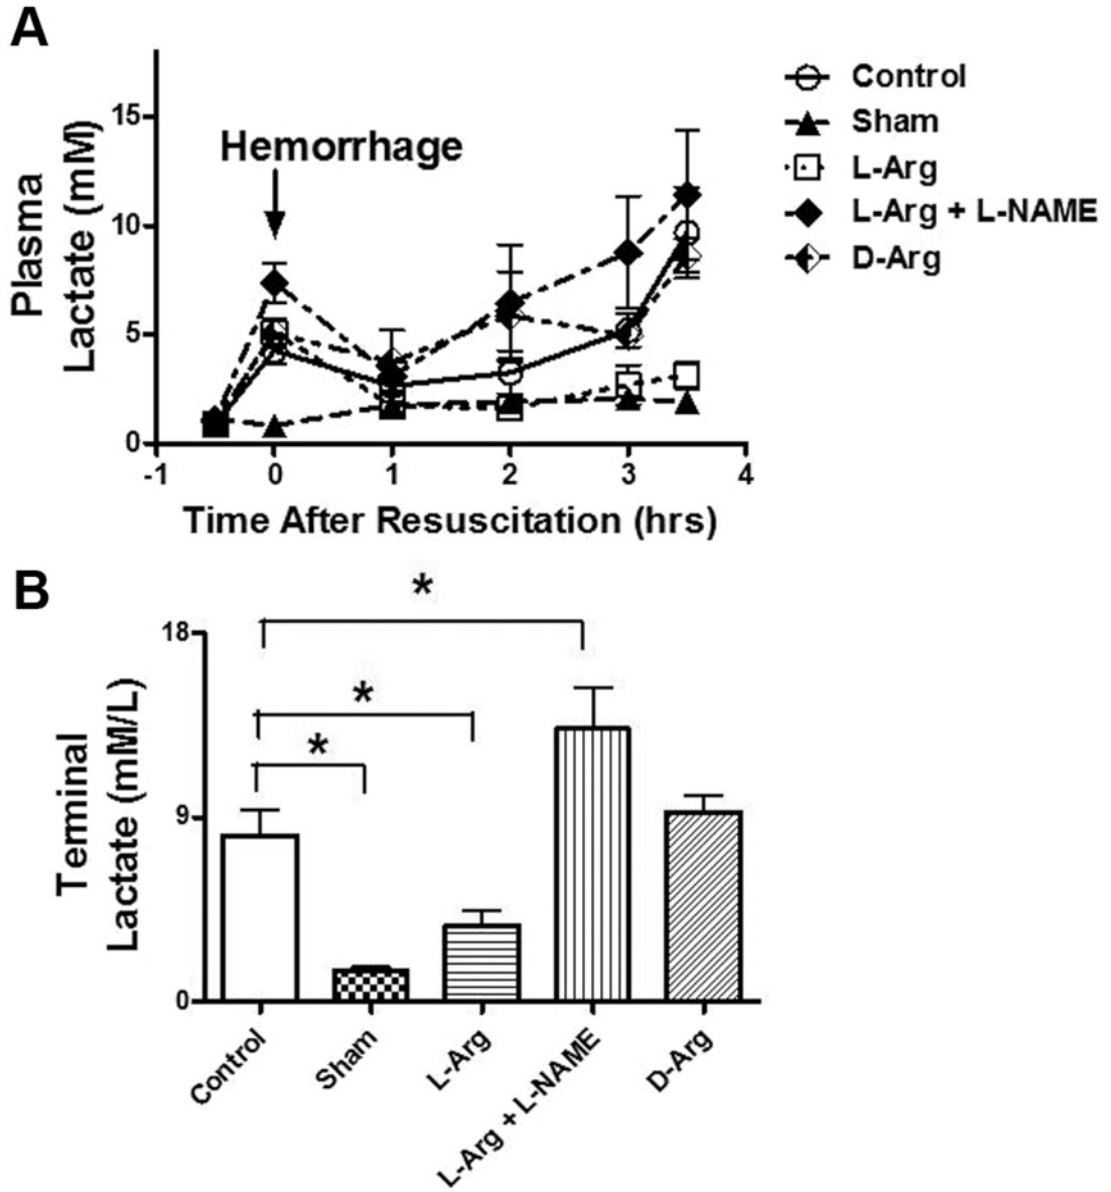 A
Plasma
Lactate (mM)
15
10
5
0
Hemorrhage
-1
0
1
2
3
4
Time After Resuscitation (hrs)
Control
Sham
L-Arg
L-Arg + L-NAME
D-Arg
B
Terminal
Lactate (mM/L)
18
9
0
*
*
*
Control
Sham
L-Arg
L-Arg + L-NAME
D-Arg